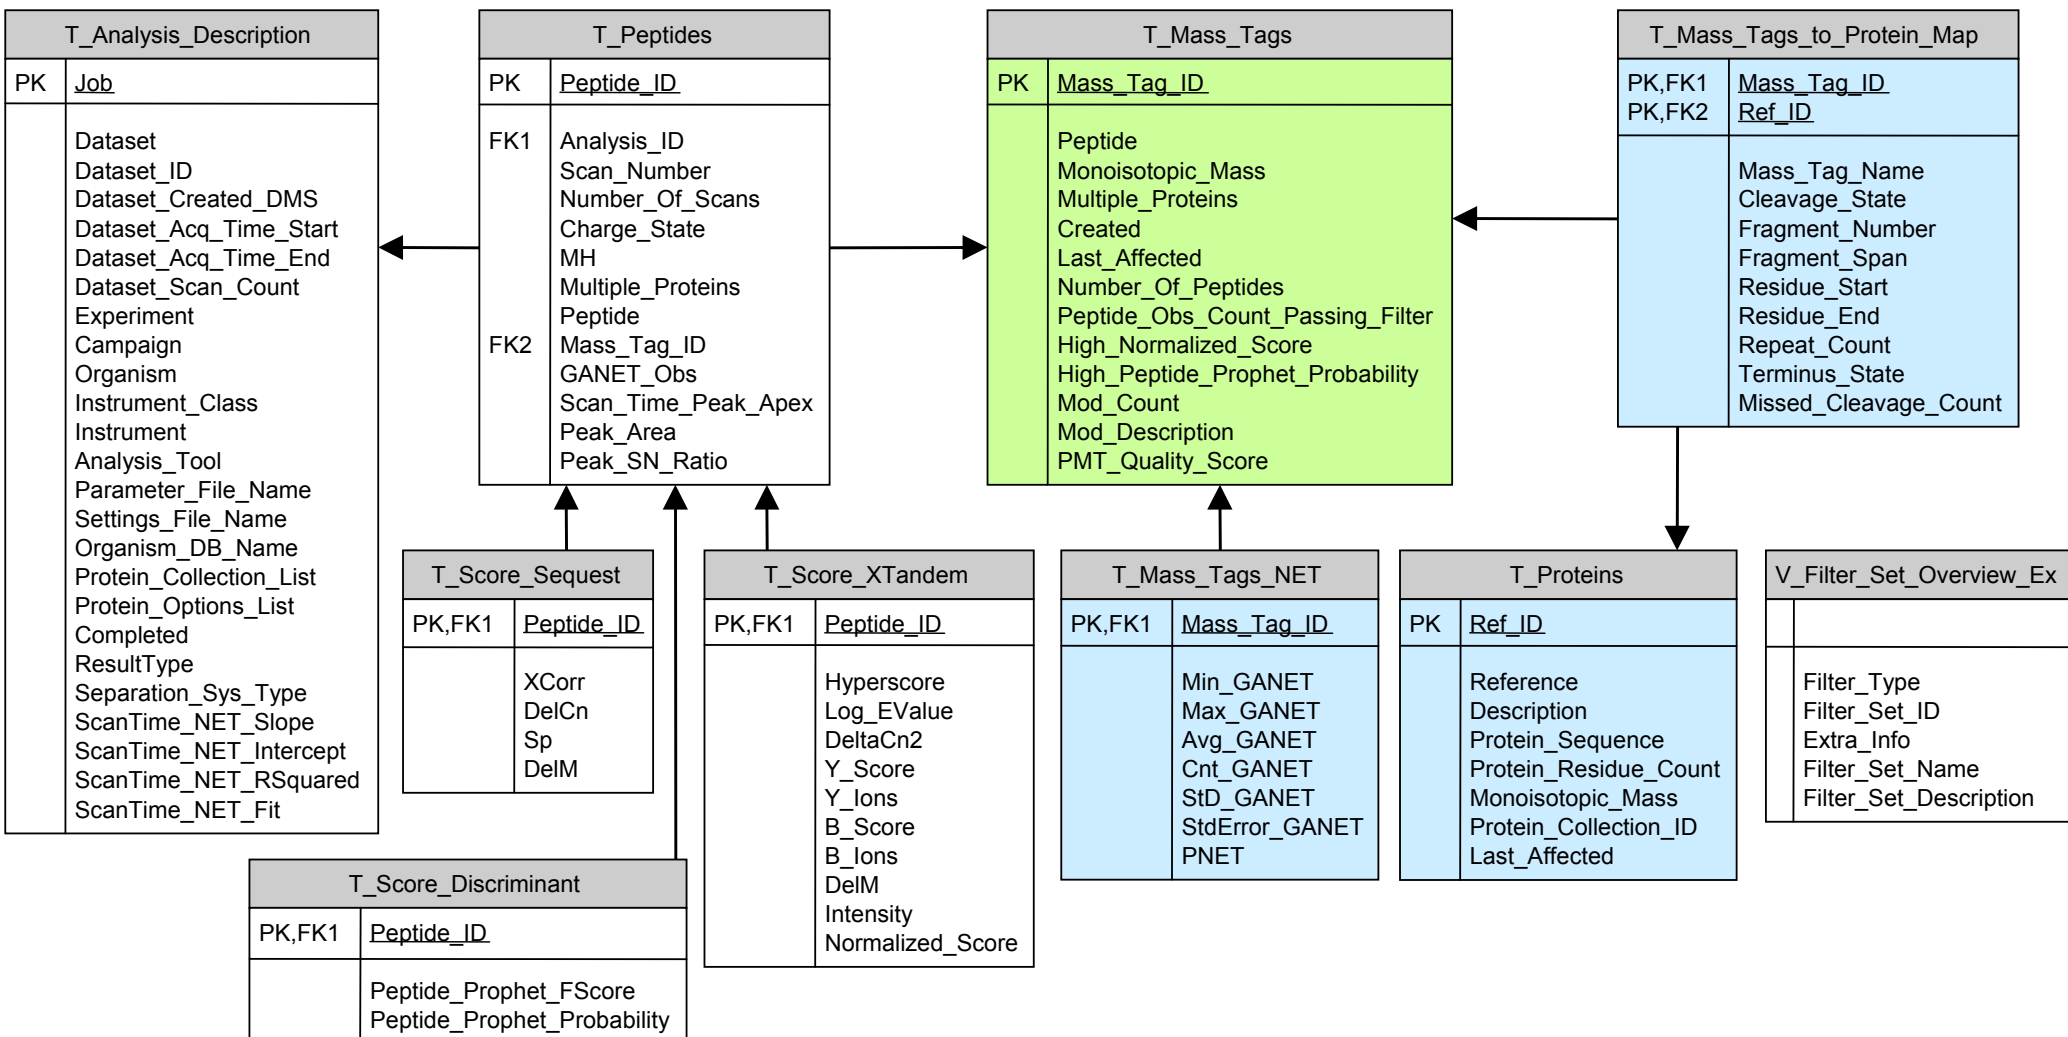 T_Analysis_Description
PK Job
Dataset
Dataset_ID
Dataset_Created_DMS
Dataset_Acq_Time_Start
Dataset_Acq_Time_End
Dataset_Scan_Count
Experiment
Campaign
Organism
Instrument_Class
Instrument
Analysis_Tool
Parameter_File_Name
Settings_File_Name
Organism_DB_Name
Protein_Collection_List
Protein_Options_List
Completed
ResultType
Separation_Sys_Type
ScanTime_NET_Slope
ScanTime_NET_Intercept
ScanTime_NET_RSquared
ScanTime_NET_Fit
T_Peptides
PK Peptide_ID
FK1 Analysis_ID
Scan_Number
Number_Of_Scans
Charge_State
MH
Multiple_Proteins
Peptide
FK2 Mass_Tag_ID
GANET_Obs
Scan_Time_Peak_Apex
Peak_Area
Peak_SN_Ratio
T_Mass_Tags
PK Mass_Tag_ID
Peptide
Monoisotopic_Mass
Multiple_Proteins
Created
Last_Affected
Number_Of_Peptides
Peptide_Obs_Count_Passing_Filter
High_Normalized_Score
High_Peptide_Prophet_Probability
Mod_Count
Mod_Description
PMT_Quality_Score
T_Mass_Tags_to_Protein_Map
PK,FK1 Mass_Tag_ID
PK,FK2 Ref_ID
Mass_Tag_Name
Cleavage_State
Fragment_Number
Fragment_Span
Residue_Start
Residue_End
Repeat_Count
Terminus_State
Missed_Cleavage_Count
T_Score_Sequest
PK,FK1 Peptide_ID
XCorr
DelCn
Sp
DelM
T_Score_XTandem
PK,FK1 Peptide_ID
Hyperscore
Log_EValue
DeltaCn2
Y_Score
Y_Ions
B_Score
B_Ions
DelM
Intensity
Normalized_Score
T_Mass_Tags_NET
PK,FK1 Mass_Tag_ID
Min_GANET
Max_GANET
Avg_GANET
Cnt_GANET
StD_GANET
StdError_GANET
PNET
T_Proteins
PK Ref_ID
Reference
Description
Protein_Sequence
Protein_Residue_Count
Monoisotopic_Mass
Protein_Collection_ID
Last_Affected
V_Filter_Set_Overview_Ex
Filter_Type
Filter_Set_ID
Extra_Info
Filter_Set_Name
Filter_Set_Description
T_Score_Discriminant
PK,FK1 Peptide_ID
Peptide_Prophet_FScore
Peptide_Prophet_Probability